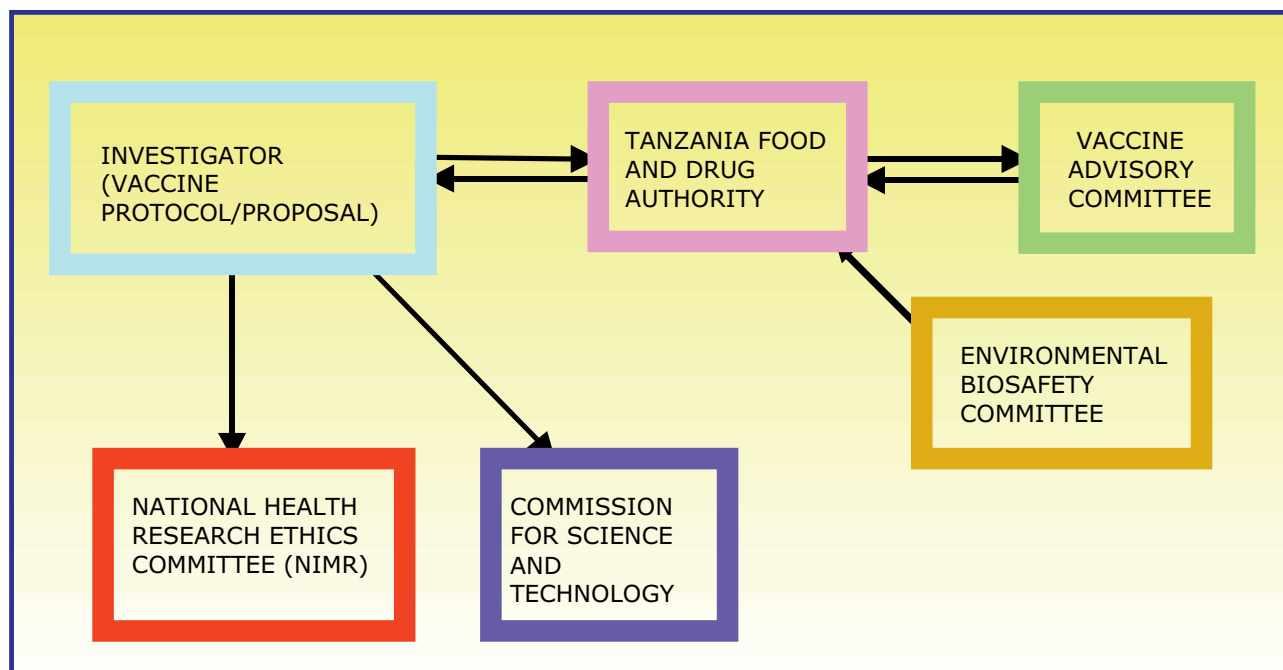 INVESTIGATOR
(VACCINE
PROTOCOL/PROPOSAL)
TANZANIA FOOD
AND DRUG
AUTHORITY
VACCINE
ADVISORY
COMMITTEE
ENVIRONMENTAL
BIOSAFETY
COMMITTEE
NATIONAL HEALTH
RESEARCH ETHICS
COMMITTEE (NIMR)
COMMISSION
FOR SCIENCE
AND
TECHNOLOGY